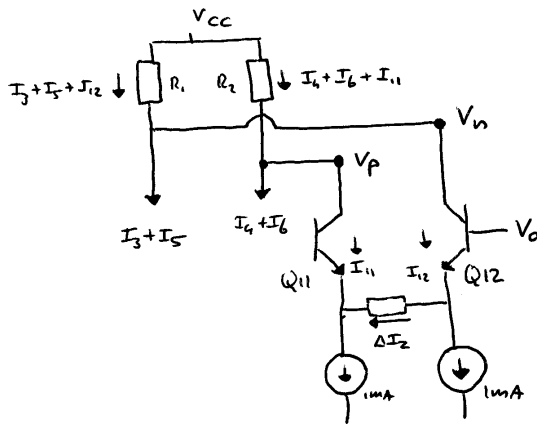 Vcc
I3+I5+I12
R1
R2
I4+I6+I11
Vn
Vp
I3+I5
I4+I6
I11
I12
Vo
Q11
Q12
ΔI2
1mA
1mA